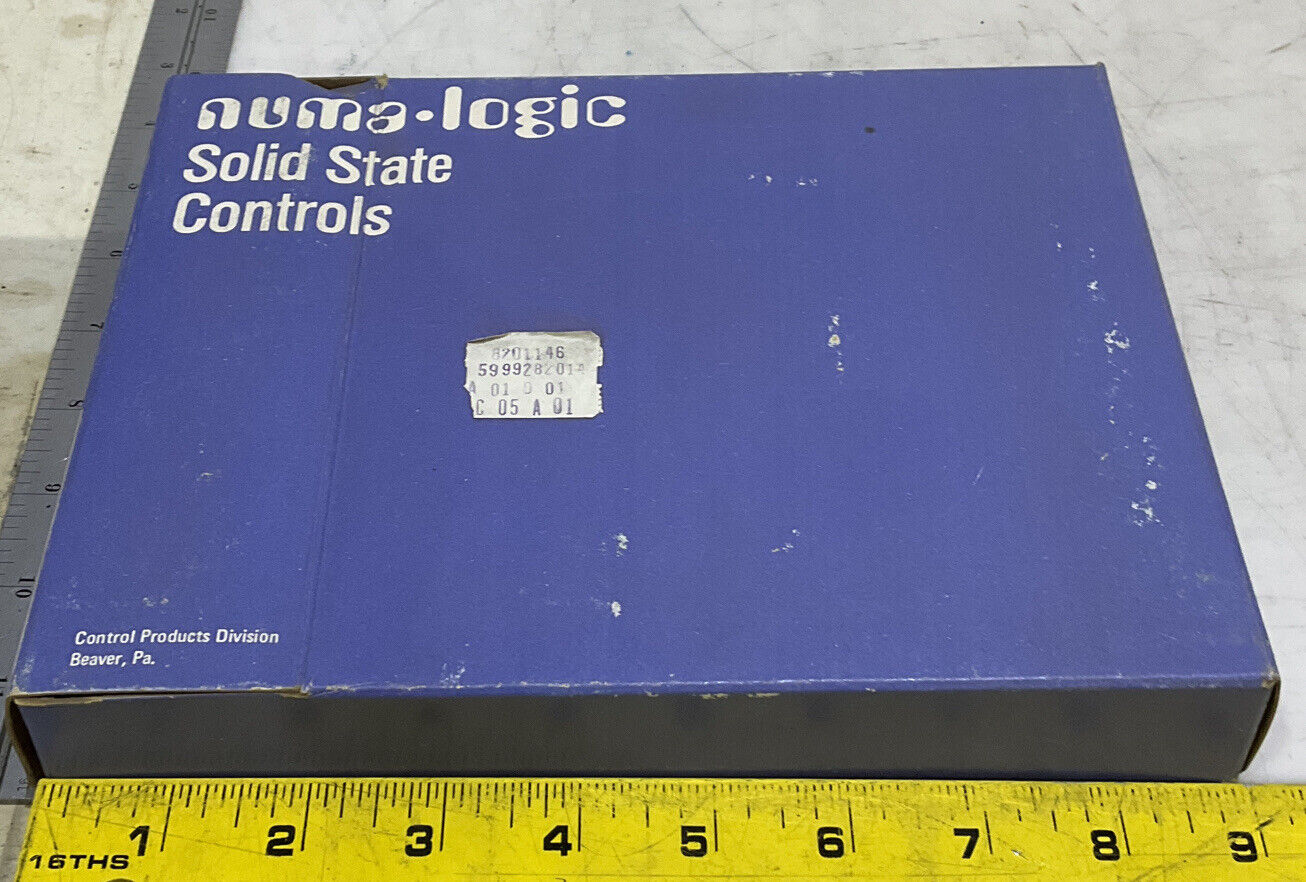 numa·logic
Solid State
Controls
8201146
5999282014
A 01 D 01
C 05 A 01
Control Products Division
Beaver, Pa.
1 2 3 4 5 6 7 8 9
16THS